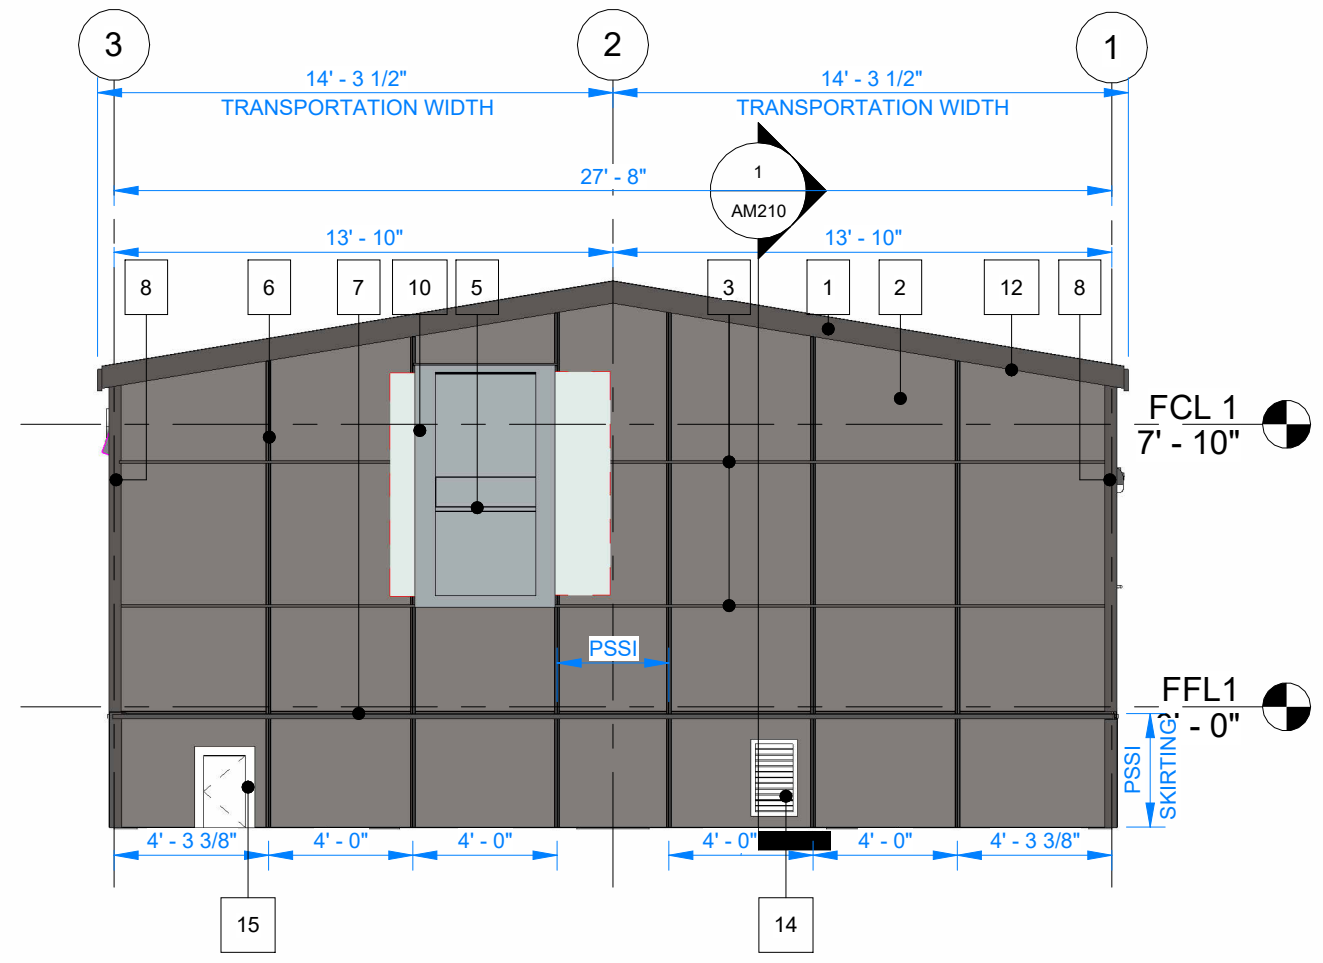 3
2
1
14' - 3 1/2"
14' - 3 1/2"
TRANSPORTATION WIDTH
TRANSPORTATION WIDTH
27' - 8"
1
AM210
13' - 10"
13' - 10"
8
6
7
10
5
3
1
2
12
8
FCL 1
7' - 10"
PSSI
FFL1
' - 0"
PSSI
SKIRTING
4' - 3 3/8"
4' - 0"
4' - 0"
4' - 0"
4' - 0"
4' - 3 3/8"
15
14